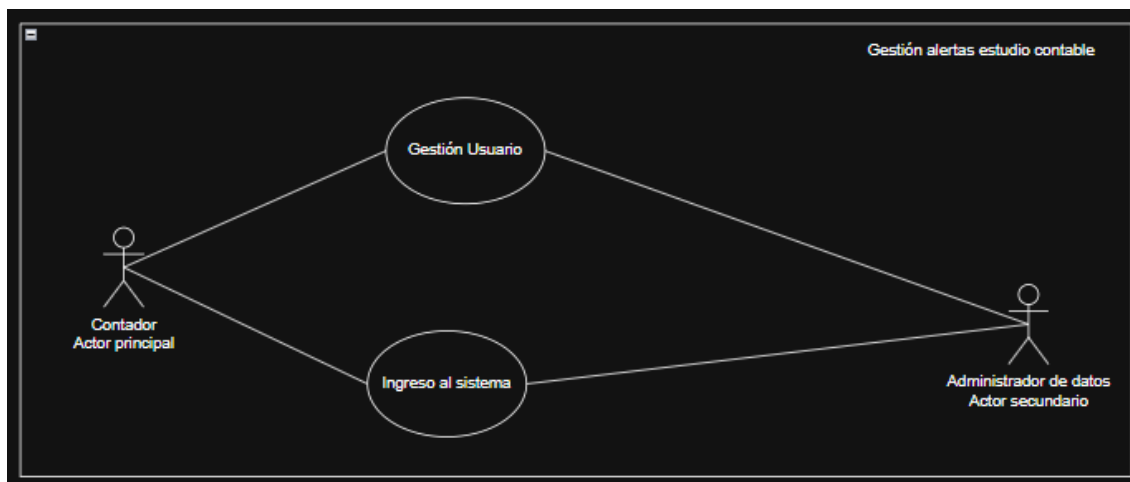 Gestión alertas estudio contable
Gestión Usuario
Contador
Actor principal
Ingreso al sistema
Administrador de datos
Actor secundario